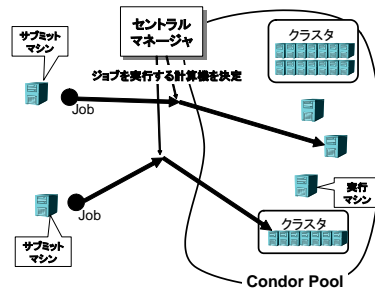 サブミット
マシン
セントラル
マネージャ
クラスタ
ジョブを実行する計算機を決定
Job
Job
実行
マシン
サブミット
マシン
クラスタ
Condor Pool